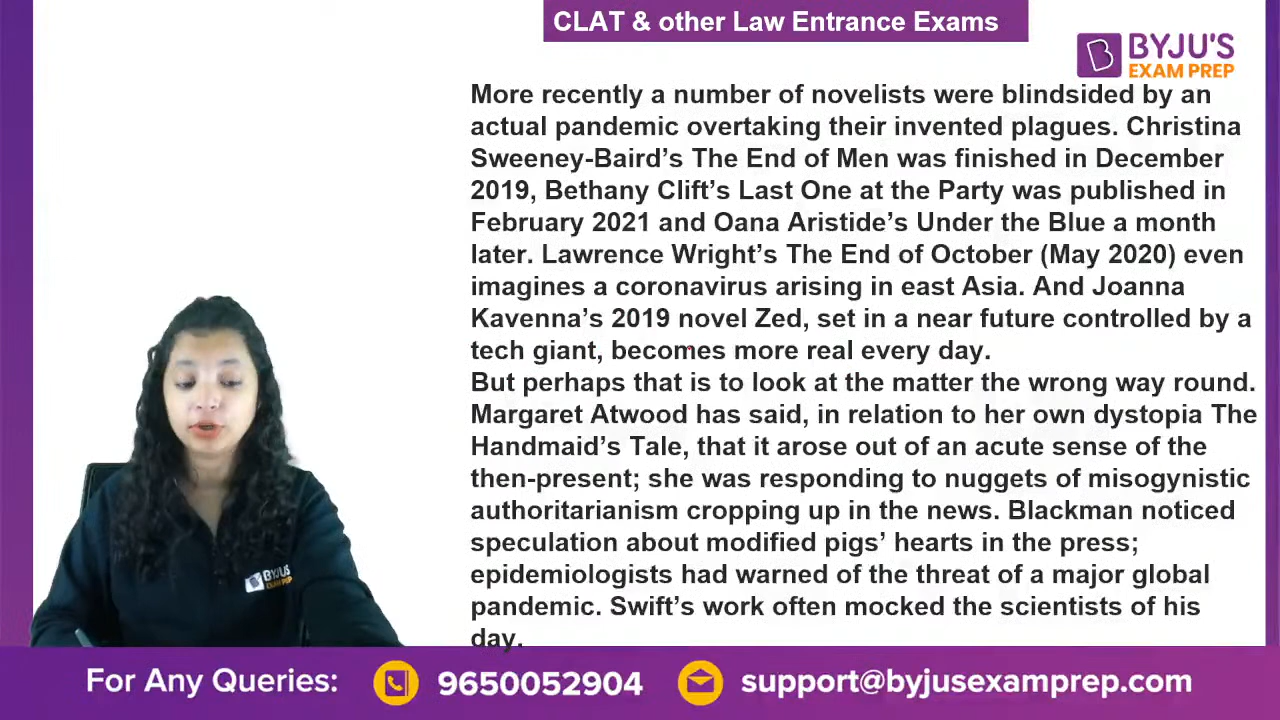 CLAT & other Law Entrance Exams
BYJU'S
EXAM PREP
More recently a number of novelists were blindsided by an
actual pandemic overtaking their invented plagues. Christina
Sweeney-Baird’s The End of Men was finished in December
2019, Bethany Clift’s Last One at the Party was published in
February 2021 and Oana Aristide’s Under the Blue a month
later. Lawrence Wright’s The End of October (May 2020) even
imagines a coronavirus arising in east Asia. And Joanna
Kavenna’s 2019 novel Zed, set in a near future controlled by a
tech giant, becomes more real every day.
But perhaps that is to look at the matter the wrong way round.
Margaret Atwood has said, in relation to her own dystopia The
Handmaid’s Tale, that it arose out of an acute sense of the
then-present; she was responding to nuggets of misogynistic
authoritarianism cropping up in the news. Blackman noticed
speculation about modified pigs’ hearts in the press;
epidemiologists had warned of the threat of a major global
pandemic. Swift’s work often mocked the scientists of his
day.
BYJU'S
EXAM PREP
For Any Queries:
9650052904
support@byjusexamprep.com